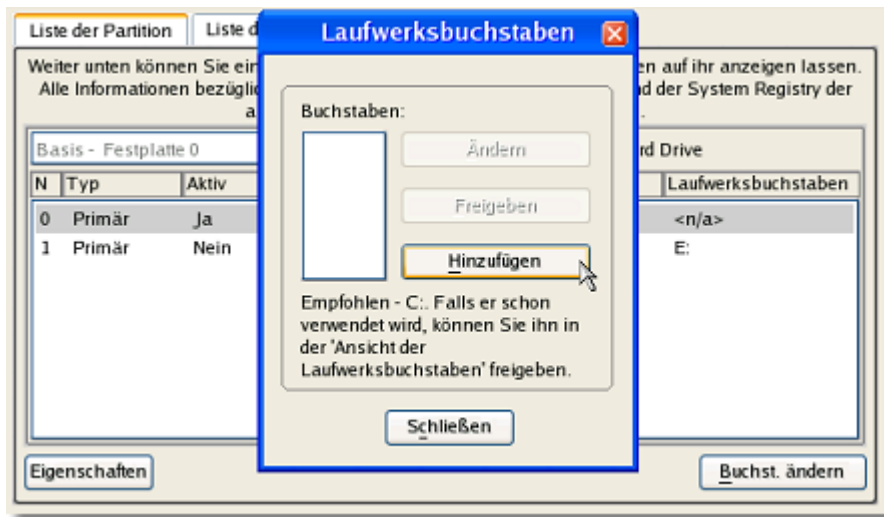 Liste der Partition
Liste d
Laufwerksbuchstaben
Weiter unten können Sie ein
en auf ihr anzeigen lassen.
Alle Informationen bezüglic
nd der System Registry der
a
.
Basis - Festplatte 0
rd Drive
N Typ Aktiv Laufwerksbuchstaben
0 Primär Ja <n/a>
1 Primär Nein E:
Buchstaben:
Ändern
Freigeben
Hinzufügen
Empfohlen - C:. Falls er schon
verwendet wird, können Sie ihn in
der 'Ansicht der
Laufwerksbuchstaben' freigeben.
Schließen
Eigenschaften
Buchst. ändern